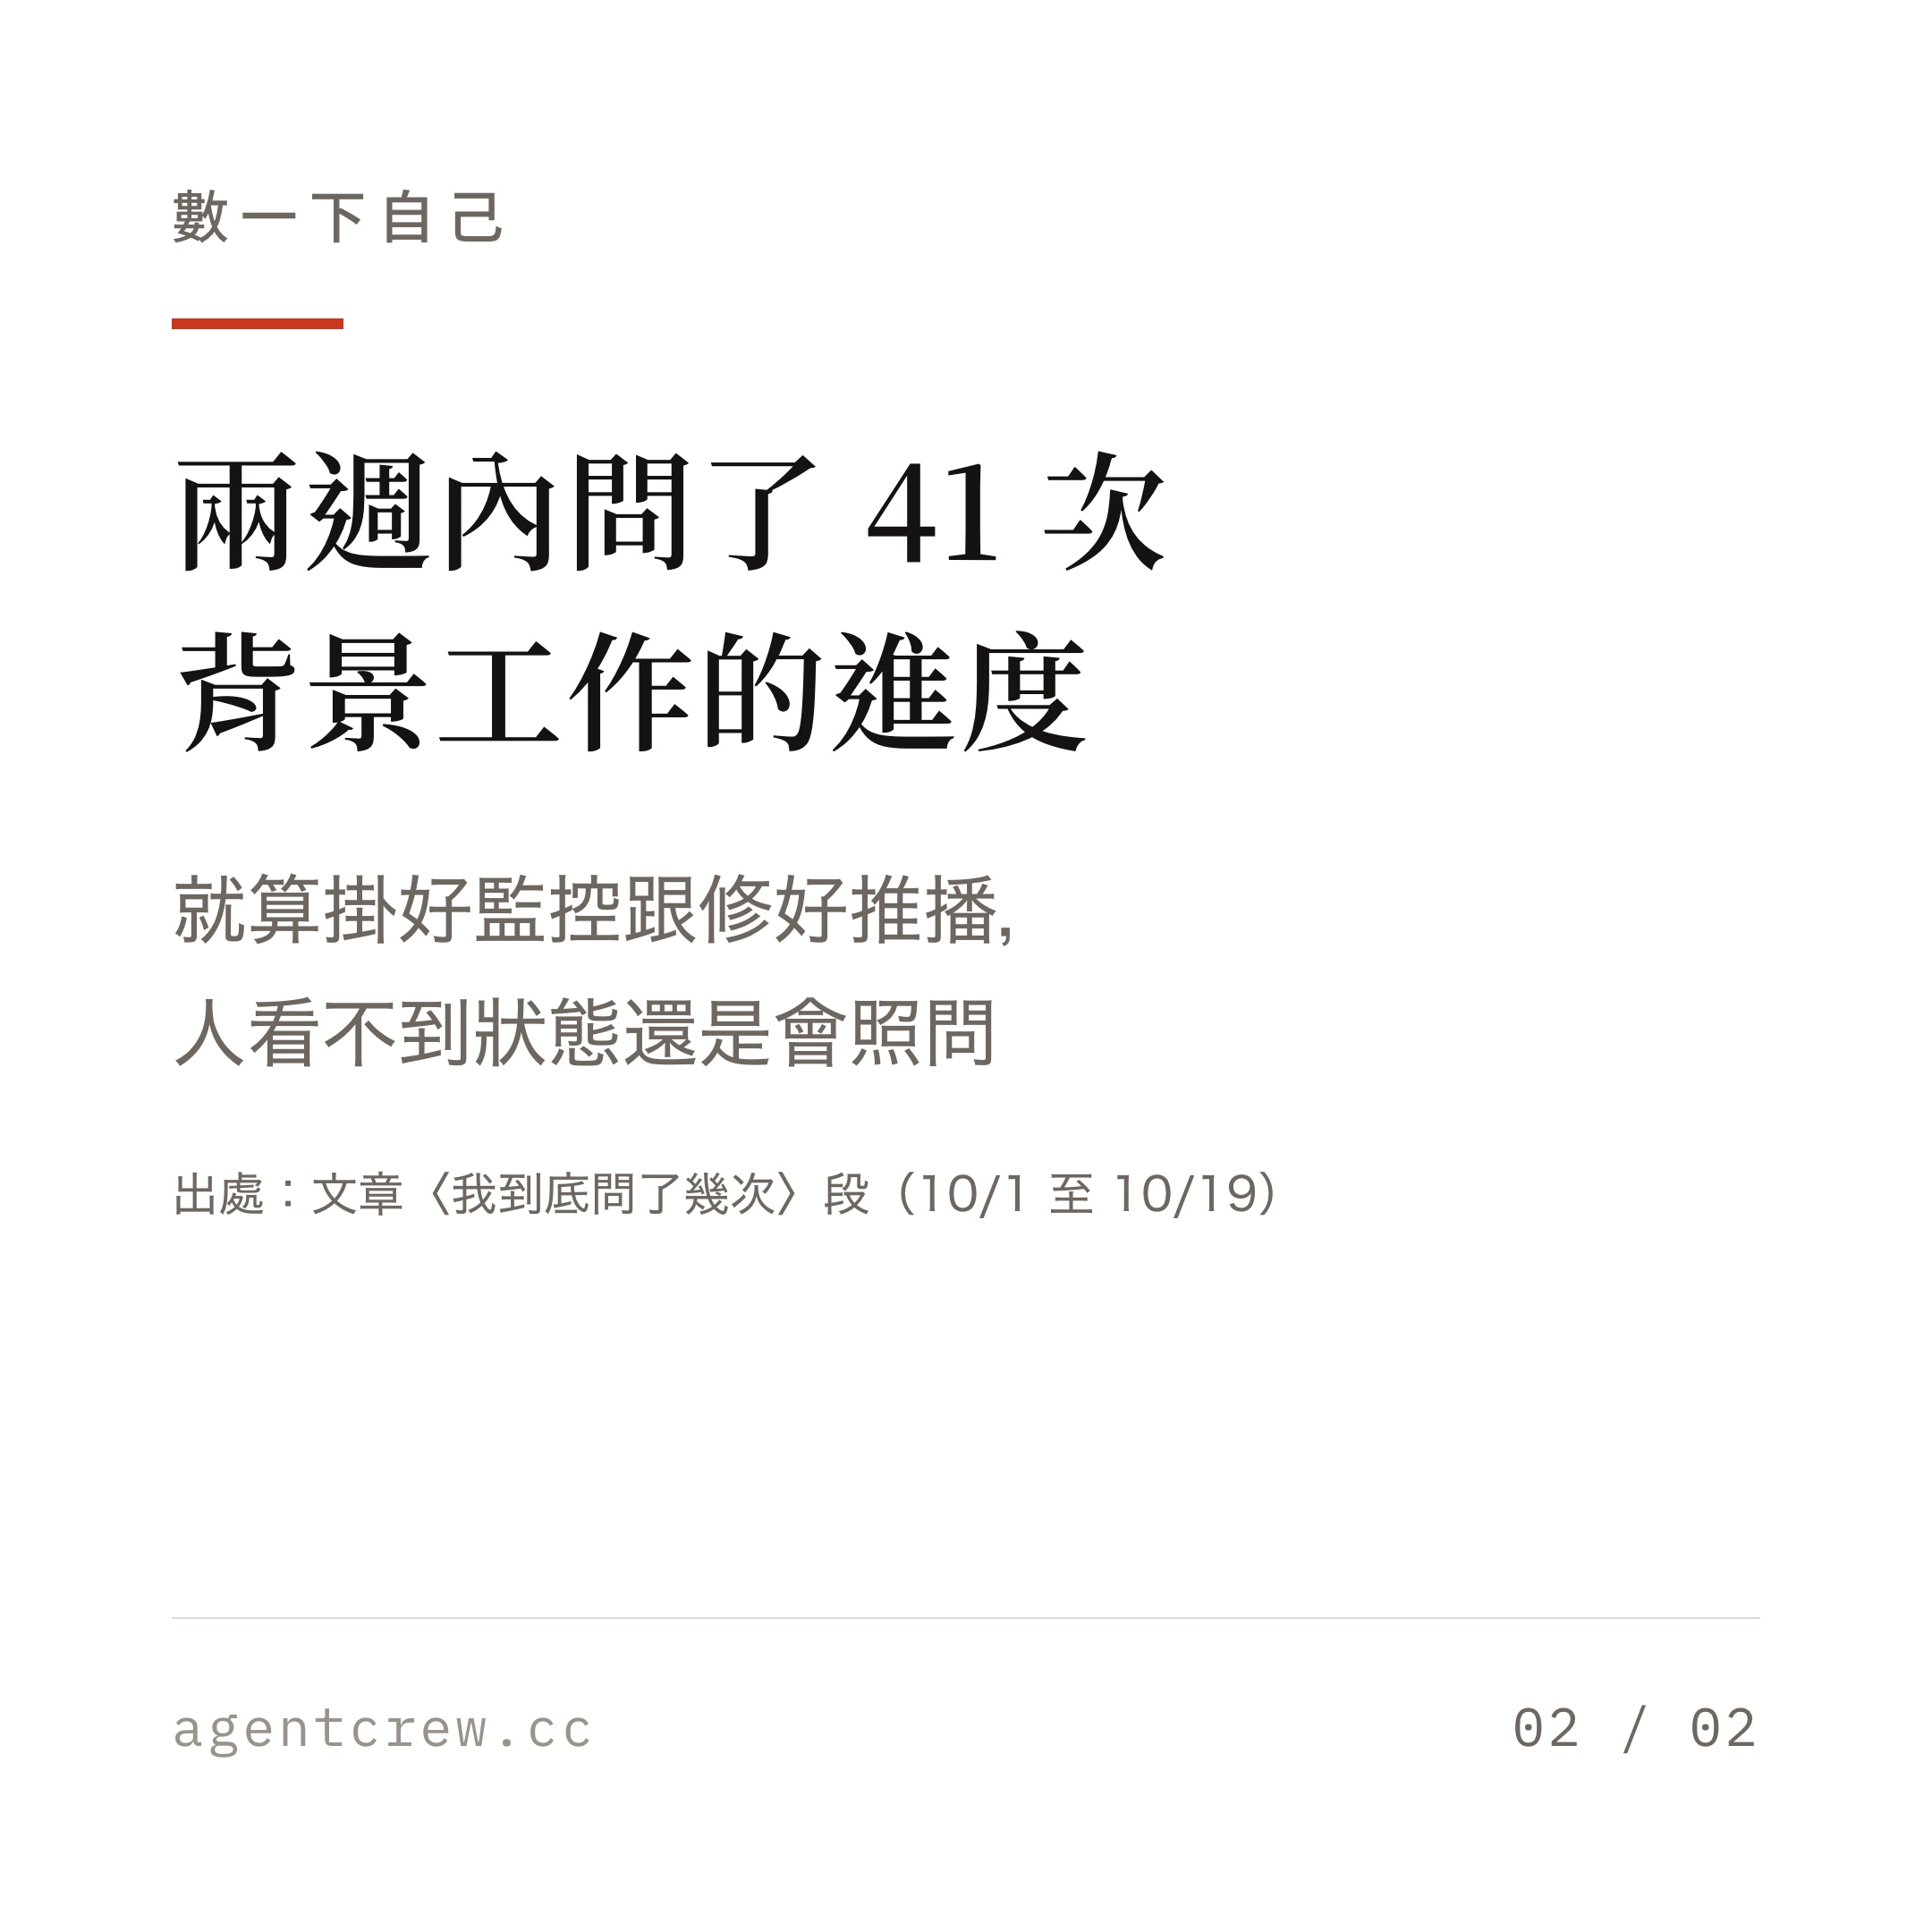 數一下自己
兩週內問了 41 次
背景工作的進度
就算掛好監控跟修好推播，
人看不到狀態還是會照問
出處：文章〈我到底問了幾次〉段（10/1 至 10/19）
agentcrew.cc
02 / 02